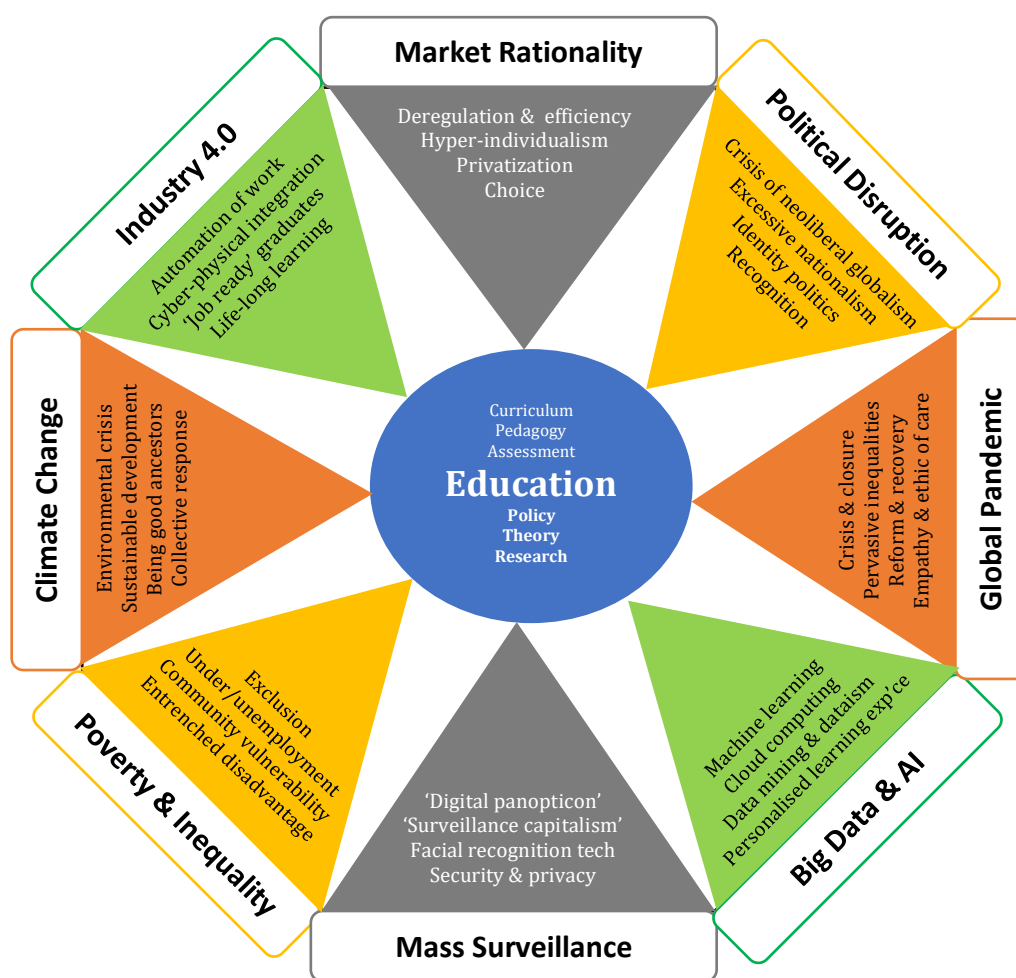 Market Rationality
Deregulation &  efficiency
Hyper-individualism
Privatization
Choice
Political Disruption
Crisis of neoliberal globalism
Excessive nationalism
Identity politics
Recognition
Global Pandemic
Crisis & closure
Pervasive inequalities
Reform & recovery
Empathy & ethic of care
Big Data & AI
Machine learning
Cloud computing
Data mining & dataism
Personalised learning exp’ce
Mass Surveillance
‘Digital panopticon’
‘Surveillance capitalism’
Facial recognition tech
Security & privacy
Poverty & Inequality
Exclusion
Under/unemployment
Community vulnerability
Entrenched disadvantage
Climate Change
Environmental crisis
Sustainable development
Being good ancestors
Collective response
Industry 4.0
Automation of work
Cyber-physical integration
‘Job ready’ graduates
Life-long learning
Curriculum
Pedagogy
Assessment
Education
Policy
Theory
Research